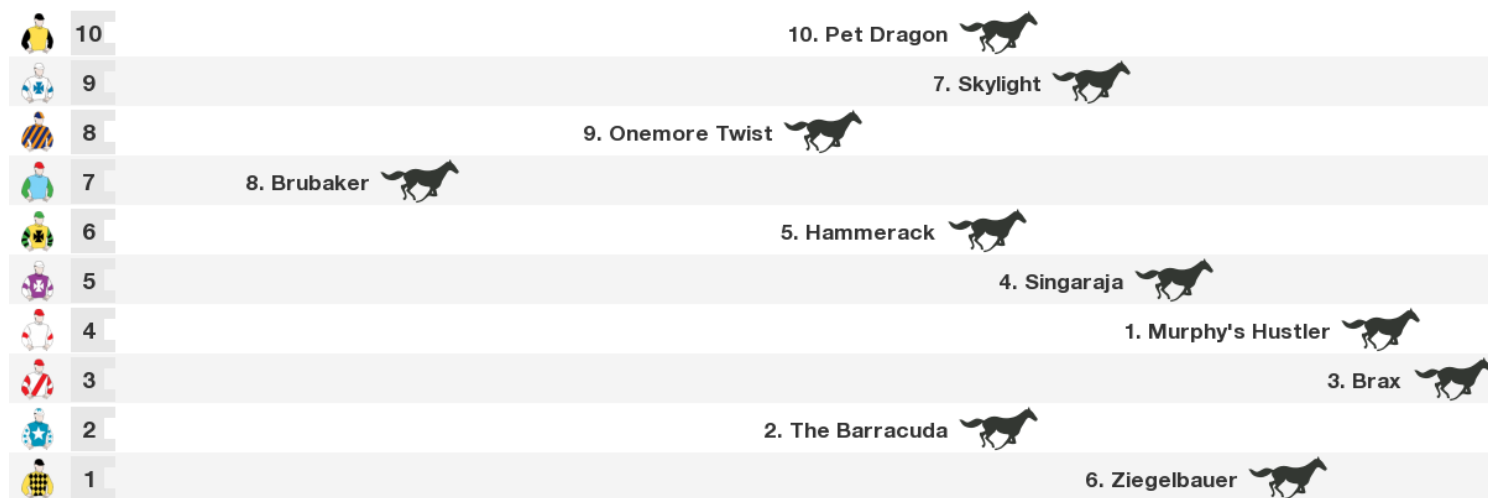 10 10. Pet Dragon
9 7. Skylight
8 9. Onemore Twist
7 8. Brubaker
6 5. Hammerack
5 4. Singaraja
4 1. Murphy's Hustler
3 3. Brax
2 2. The Barracuda
1 6. Ziegelbauer